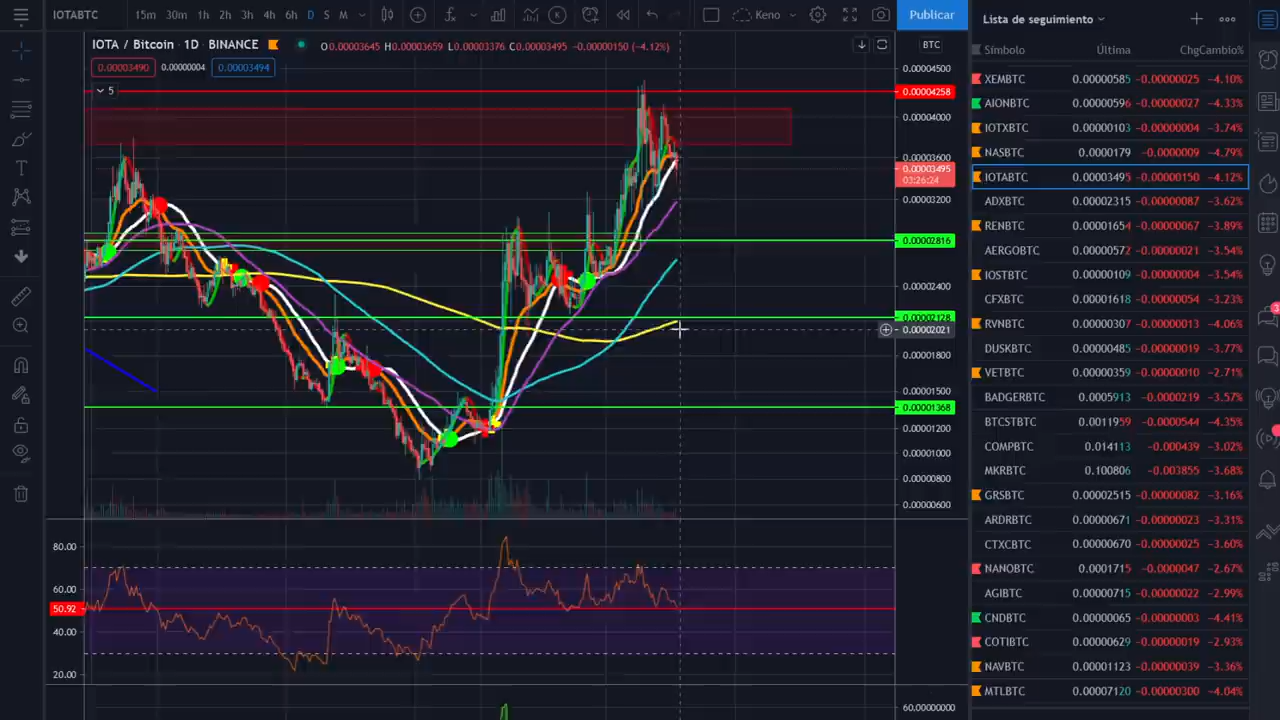 IOTABTC
15m 30m 1h 2h 3h 4h 6h D S M
Keno
Publicar
Lista de seguimiento
IOTA / Bitcoin · 1D · BINANCE
O0.00003645 H0.00003659 L0.00003376 C0.00003495 −0.00000150 (−4.12%)
BTC
0.00003490 0.00000004 0.00003494
5
0.00004500
0.00004258
0.00004000
0.00003600
0.00003495
03:26:24
0.00003200
0.00002816
0.00002400
0.00002128
0.00002021
0.00001800
0.00001500
0.00001368
0.00001200
0.00001000
0.00000800
0.00000600
80.00
60.00
50.92
40.00
20.00
60.00000000
Símbolo Última ChgCambio%
XEMBTC 0.00000585 −0.00000025 −4.10%
AIONBTC 0.00000596 −0.00000027 −4.33%
IOTXBTC 0.00000103 −0.00000004 −3.74%
NASBTC 0.0000179 −0.0000009 −4.79%
IOTABTC 0.00003495 −0.00000150 −4.12%
ADXBTC 0.00002315 −0.00000087 −3.62%
RENBTC 0.00001654 −0.00000067 −3.89%
AERGOBTC 0.00000572 −0.00000021 −3.54%
IOSTBTC 0.00000109 −0.00000004 −3.54%
CFXBTC 0.00001618 −0.00000054 −3.23%
RVNBTC 0.00000307 −0.00000013 −4.06%
DUSKBTC 0.00000485 −0.00000019 −3.77%
VETBTC 0.00000359 −0.00000010 −2.71%
BADGERBTC 0.0005913 −0.0000219 −3.57%
BTCSTBTC 0.0011959 −0.0000544 −4.35%
COMPBTC 0.014113 −0.000439 −3.02%
MKRBTC 0.100806 −0.003855 −3.68%
GRSBTC 0.00002515 −0.00000082 −3.16%
ARDRBTC 0.00000671 −0.00000023 −3.31%
CTXCBTC 0.00000670 −0.00000025 −3.60%
NANOBTC 0.0001715 −0.0000047 −2.67%
AGIBTC 0.00000715 −0.00000022 −2.99%
CNDBTC 0.00000065 −0.00000003 −4.41%
COTIBTC 0.00000629 −0.00000019 −2.93%
NAVBTC 0.00001123 −0.00000039 −3.36%
MTLBTC 0.00007120 −0.00000300 −4.04%